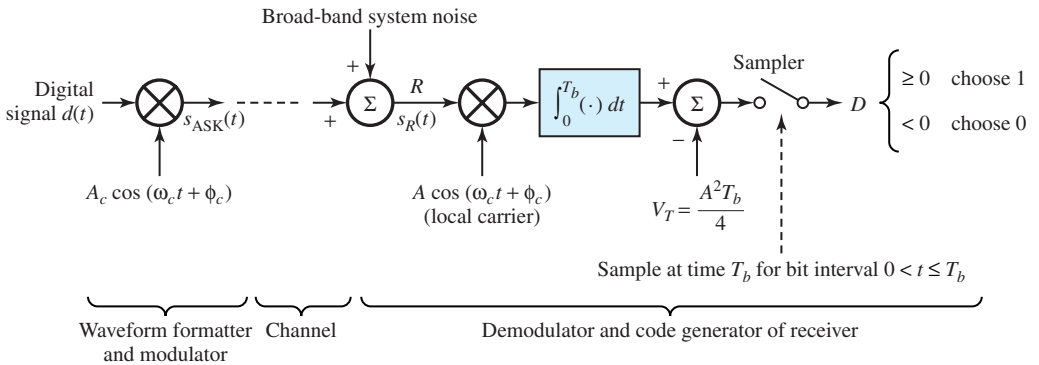 Broad-band system noise
Digital
signal d(t)
s_ASK(t)
+
+
Σ
R
s_R(t)
∫_0^{T_b} (·) dt
+
−
Σ
Sampler
D
≥ 0 choose 1
< 0 choose 0
A_c cos (ω_c t + ϕ_c)
A cos (ω_c t + ϕ_c)
(local carrier)
V_T = A²T_b / 4
Sample at time T_b for bit interval 0 < t ≤ T_b
Waveform formatter
and modulator
Channel
Demodulator and code generator of receiver